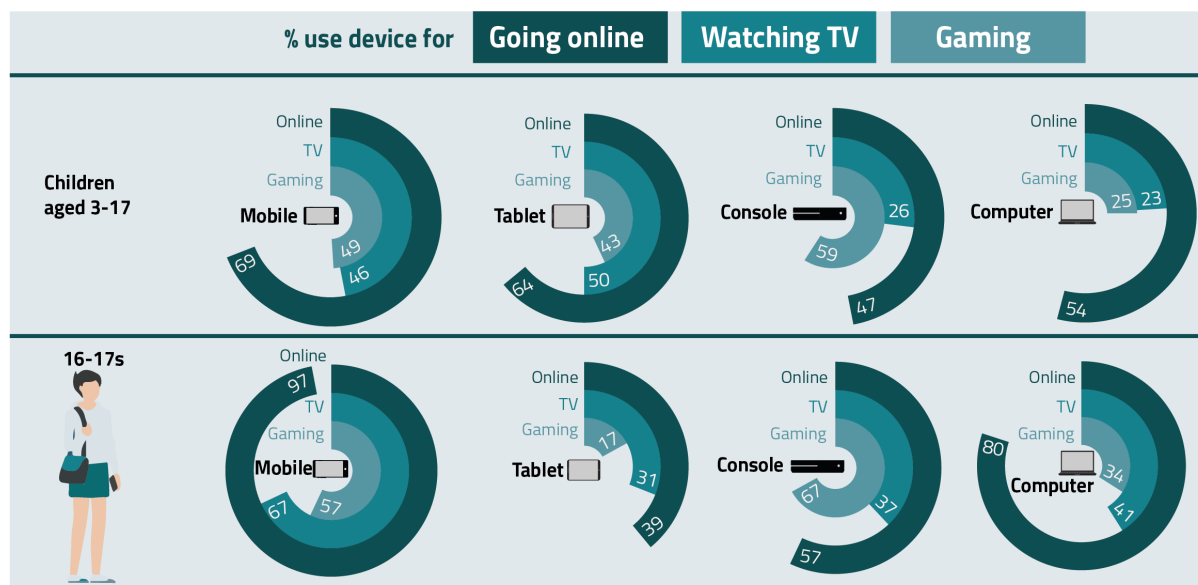 % use device for Going online Watching TV Gaming
Children
aged 3-17
Online
TV
Gaming
Mobile
49
46
69
Online
TV
Gaming
Tablet
43
50
64
Online
TV
Gaming
Console
26
59
47
Online
TV
Gaming
Computer
25
23
54
16-17s
Online
97
TV
Gaming
Mobile
67
57
Online
TV
Gaming
17
Tablet
31
39
Online
TV
Gaming
Console
67
37
57
Online
TV
Gaming
80
34
Computer
41